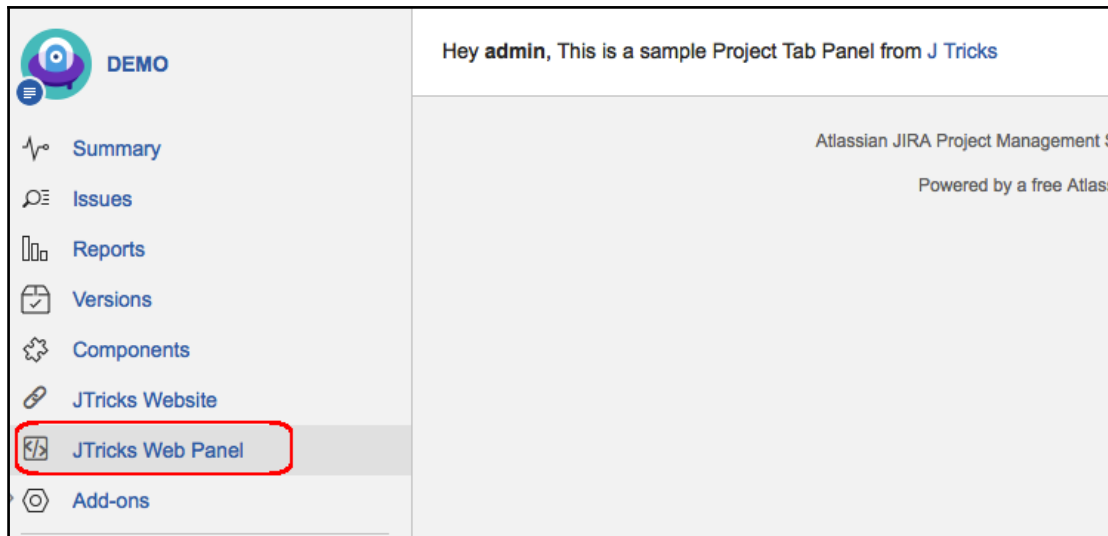 DEMO
Summary
Issues
Reports
Versions
Components
JTricks Website
JTricks Web Panel
Add-ons
Hey admin, This is a sample Project Tab Panel from J Tricks
Atlassian JIRA Project Management
Powered by a free